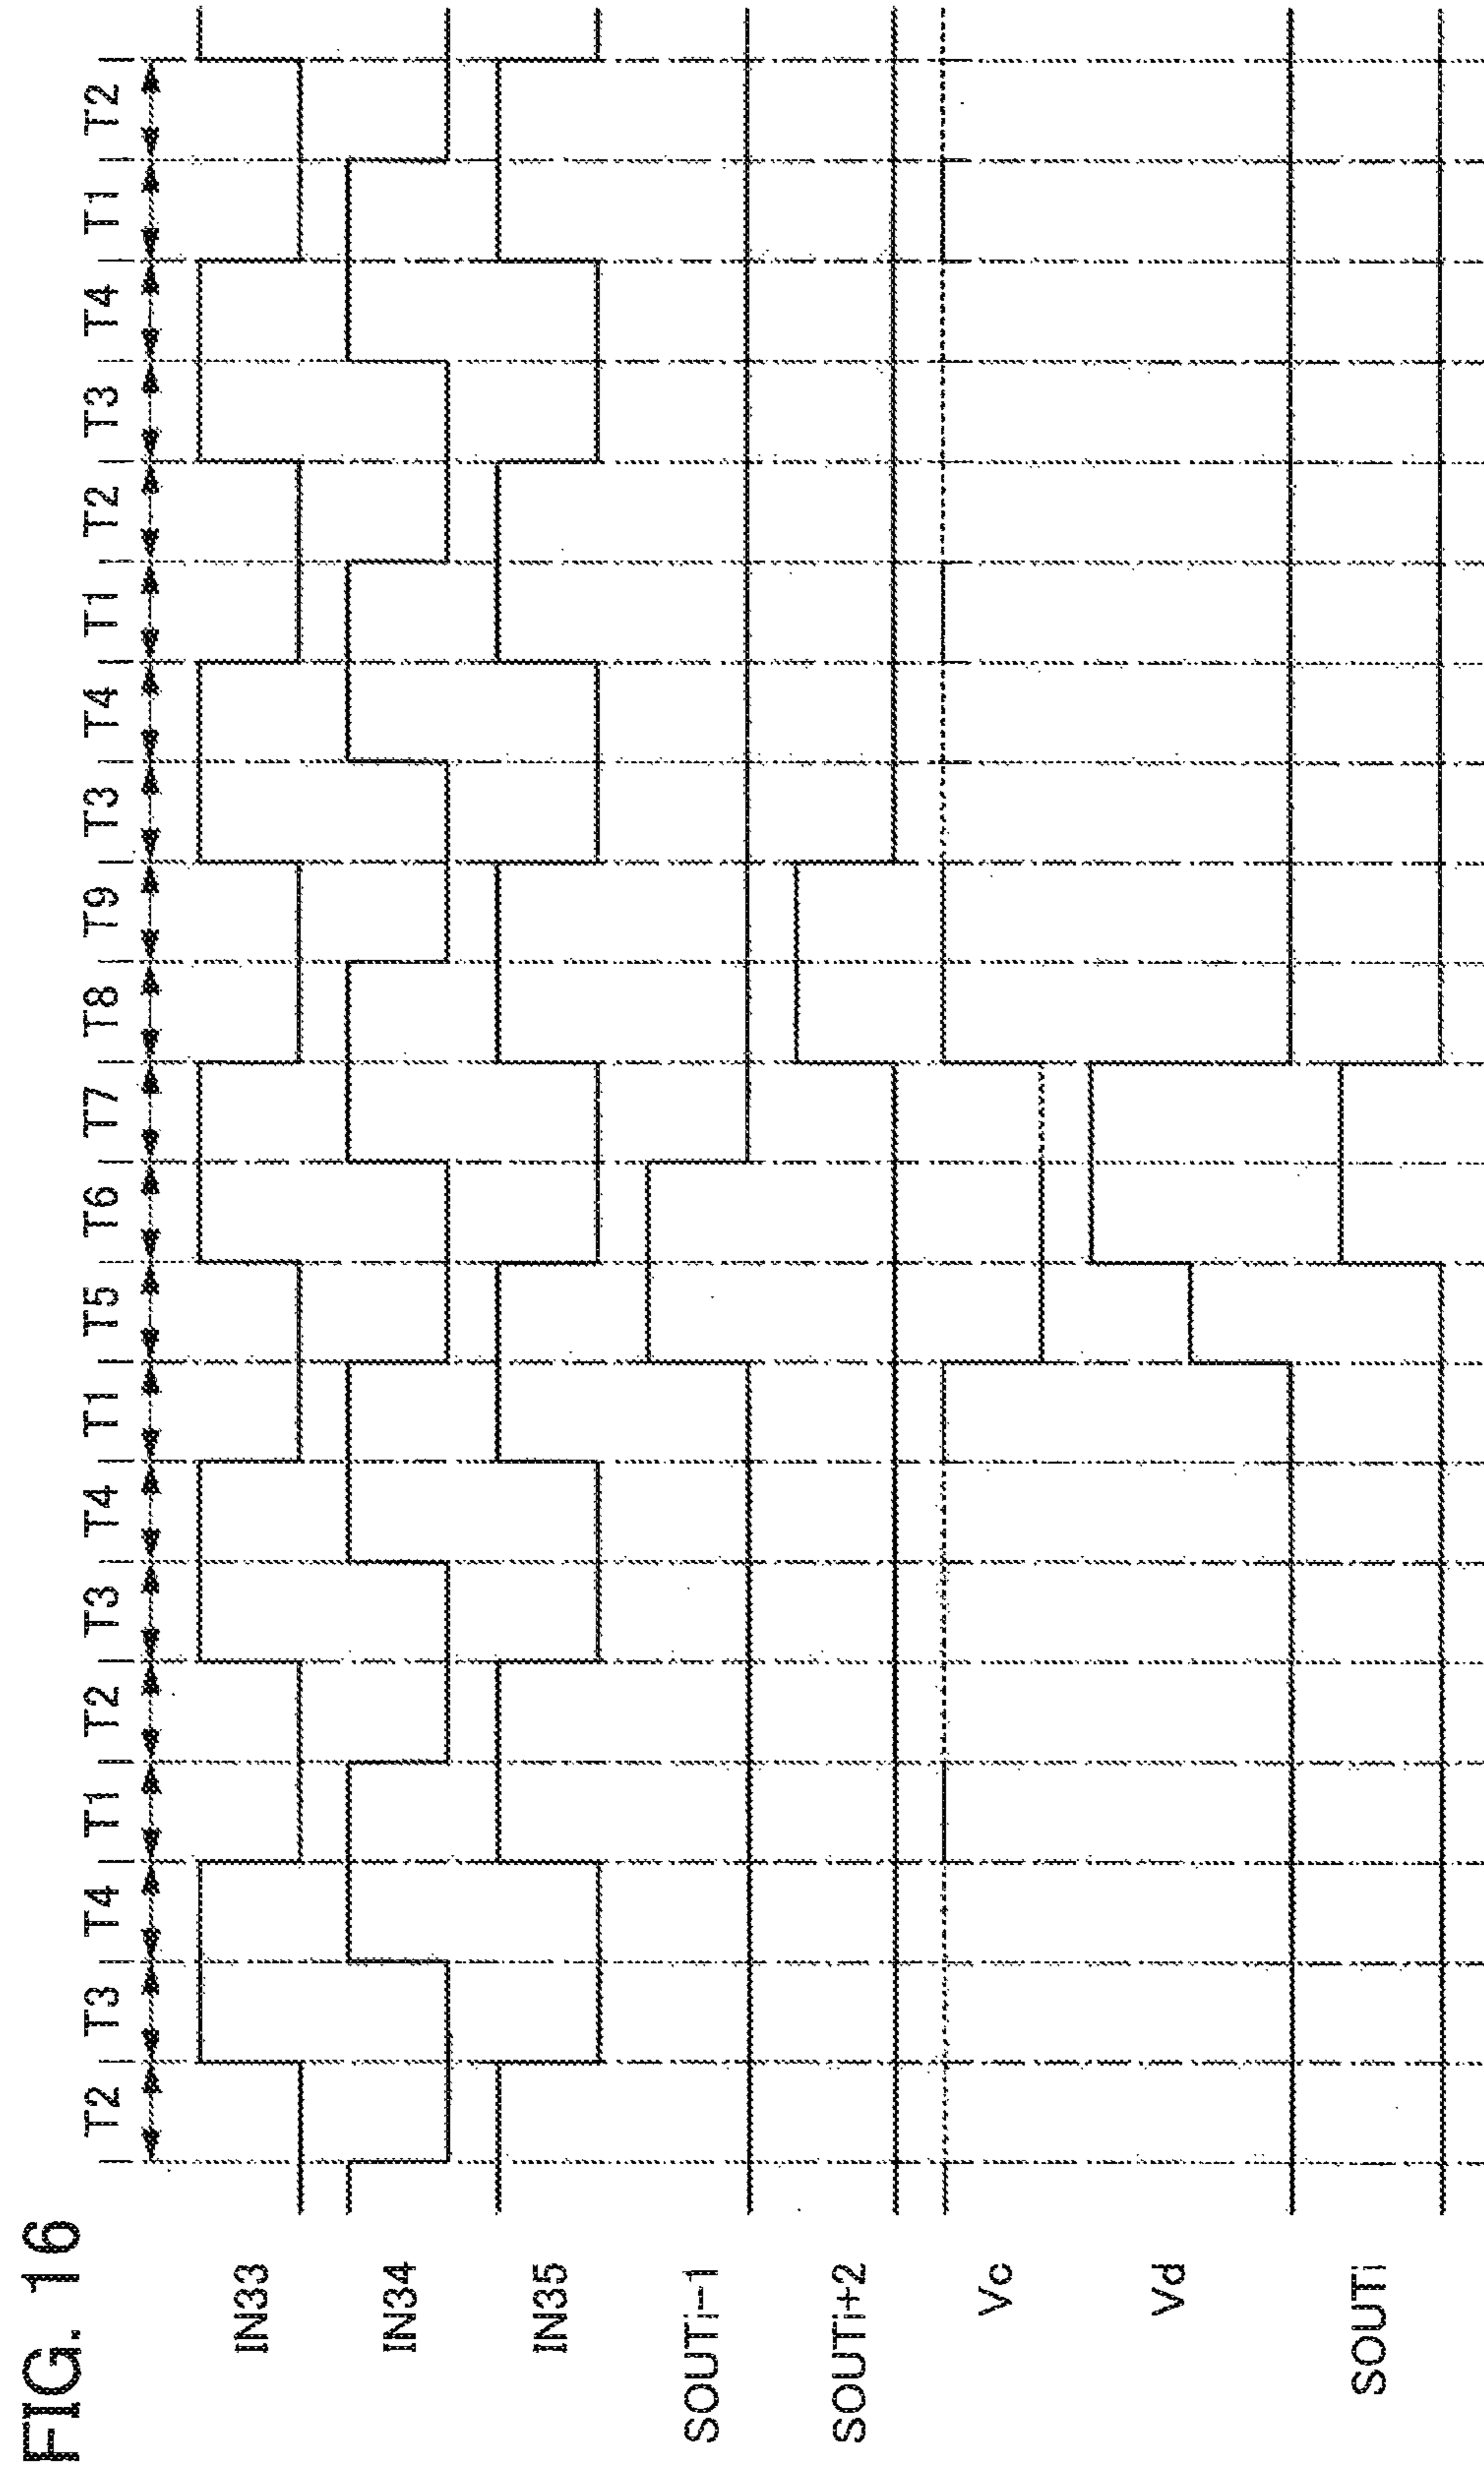 FIG. 16
T2 T3 T4 T1 T2 T3 T4 T1 T5 T6 T7 T8 T9 T3 T4 T1 T2 T3 T4 T1 T2
IN33
IN34
IN35
SOUTi-1
SOUTi+2
Vc
Vd
SOUTi